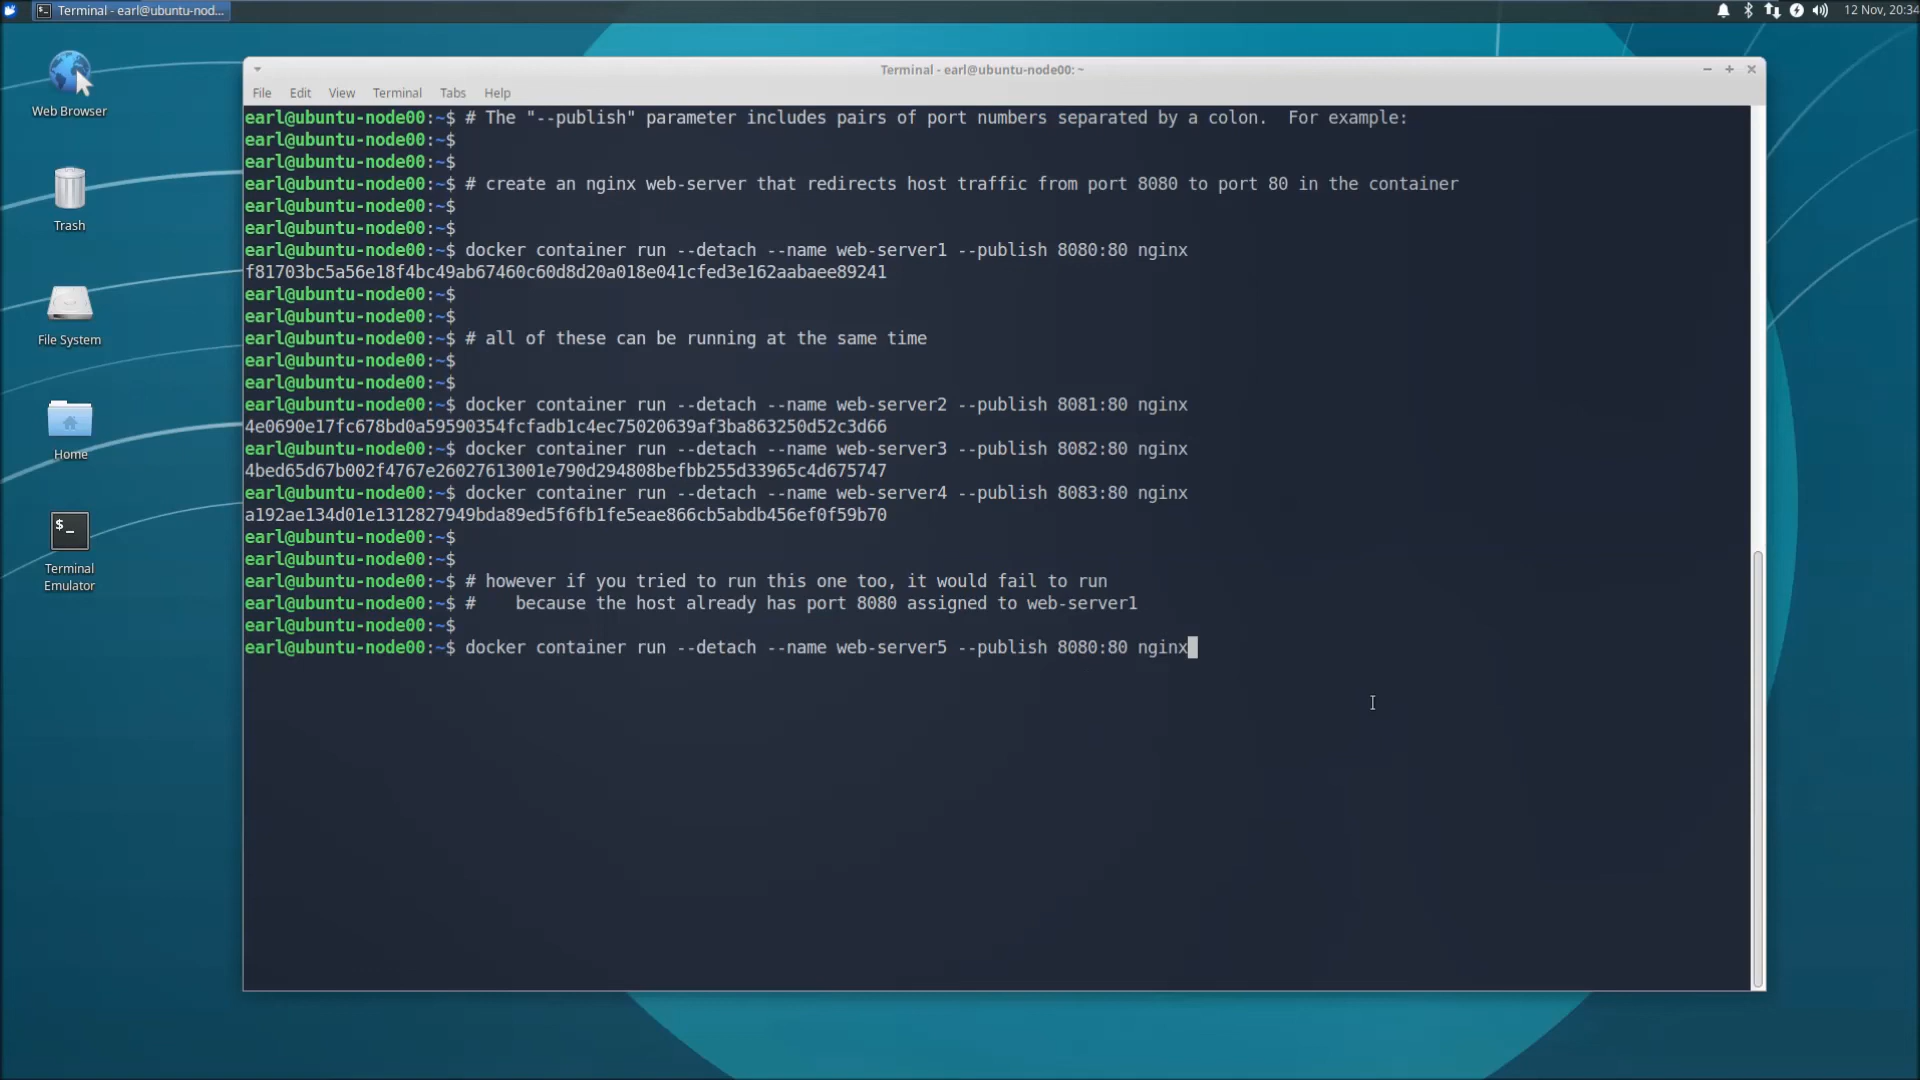 Terminal - earl@ubuntu-nod...
12 Nov, 20:34
Web Browser
Trash
File System
Home
$_
Terminal
Emulator
Terminal - earl@ubuntu-node00: ~
File Edit View Terminal Tabs Help
earl@ubuntu-node00:~$ # The "--publish" parameter includes pairs of port numbers separated by a colon.  For example:
earl@ubuntu-node00:~$
earl@ubuntu-node00:~$
earl@ubuntu-node00:~$ # create an nginx web-server that redirects host traffic from port 8080 to port 80 in the container
earl@ubuntu-node00:~$
earl@ubuntu-node00:~$
earl@ubuntu-node00:~$ docker container run --detach --name web-server1 --publish 8080:80 nginx
f81703bc5a56e18f4bc49ab67460c60d8d20a018e041cfed3e162aabaee89241
earl@ubuntu-node00:~$
earl@ubuntu-node00:~$
earl@ubuntu-node00:~$ # all of these can be running at the same time
earl@ubuntu-node00:~$
earl@ubuntu-node00:~$
earl@ubuntu-node00:~$ docker container run --detach --name web-server2 --publish 8081:80 nginx
4e0690e17fc678bd0a59590354fcfadb1c4ec75020639af3ba863250d52c3d66
earl@ubuntu-node00:~$ docker container run --detach --name web-server3 --publish 8082:80 nginx
4bed65d67b002f4767e26027613001e790d294808befbb255d33965c4d675747
earl@ubuntu-node00:~$ docker container run --detach --name web-server4 --publish 8083:80 nginx
a192ae134d01e1312827949bda89ed5f6fb1fe5eae866cb5abdb456ef0f59b70
earl@ubuntu-node00:~$
earl@ubuntu-node00:~$
earl@ubuntu-node00:~$ # however if you tried to run this one too, it would fail to run
earl@ubuntu-node00:~$ #    because the host already has port 8080 assigned to web-server1
earl@ubuntu-node00:~$
earl@ubuntu-node00:~$ docker container run --detach --name web-server5 --publish 8080:80 nginx